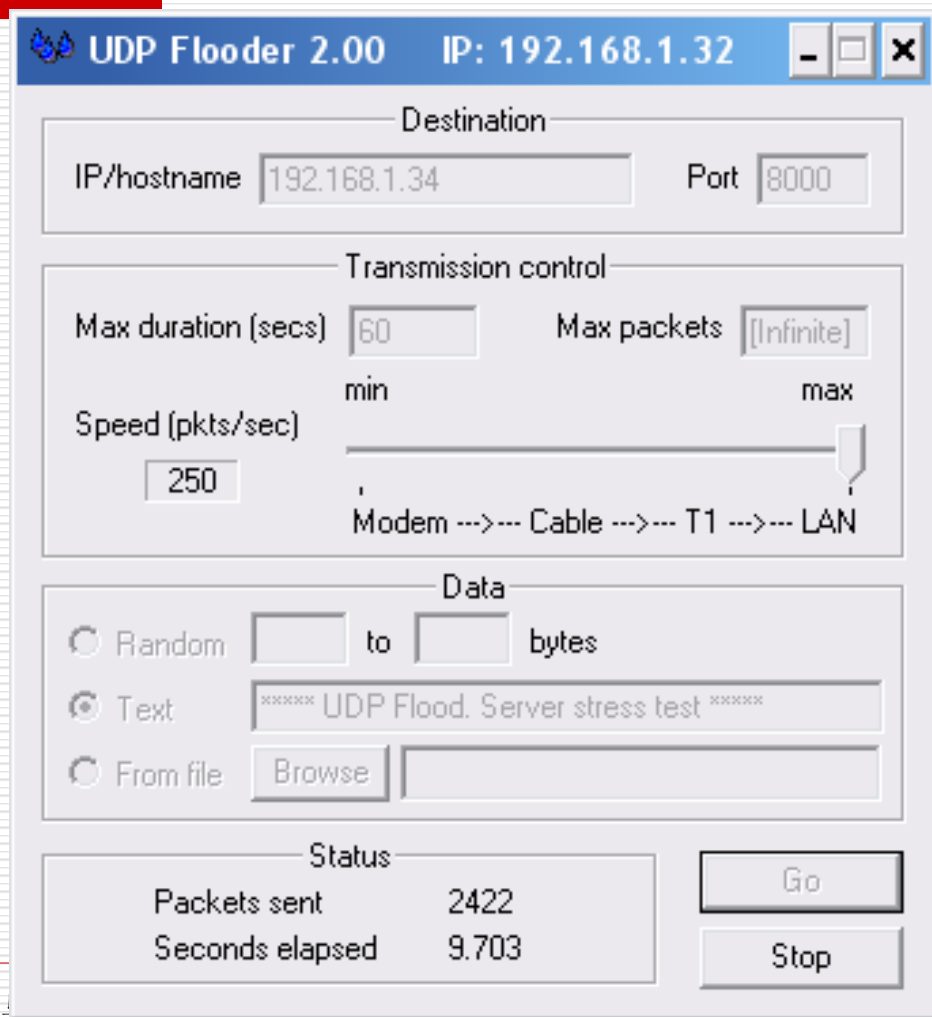 UDP Flooder 2.00 IP: 192.168.1.32
Destination
IP/hostname 192.168.1.34 Port 8000
Transmission control
Max duration (secs) 60 Max packets [Infinite]
min max
Speed (pkts/sec)
250
Modem --->--- Cable --->--- T1 --->--- LAN
Data
Random to bytes
Text ***** UDP Flood. Server stress test *****
From file Browse
Status
Packets sent 2422
Go
Seconds elapsed 9.703
Stop